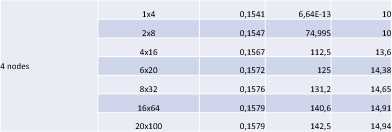 1x4 0,1541 6,64E-13 10
2x8 0,1547 74,995 10
4x16 0,1567 112,5 13,6
4 nodes 6x20 0,1572 125 14,38
8x32 0,1576 131,2 14,65
16x64 0,1579 140,6 14,91
20x100 0,1579 142,5 14,94